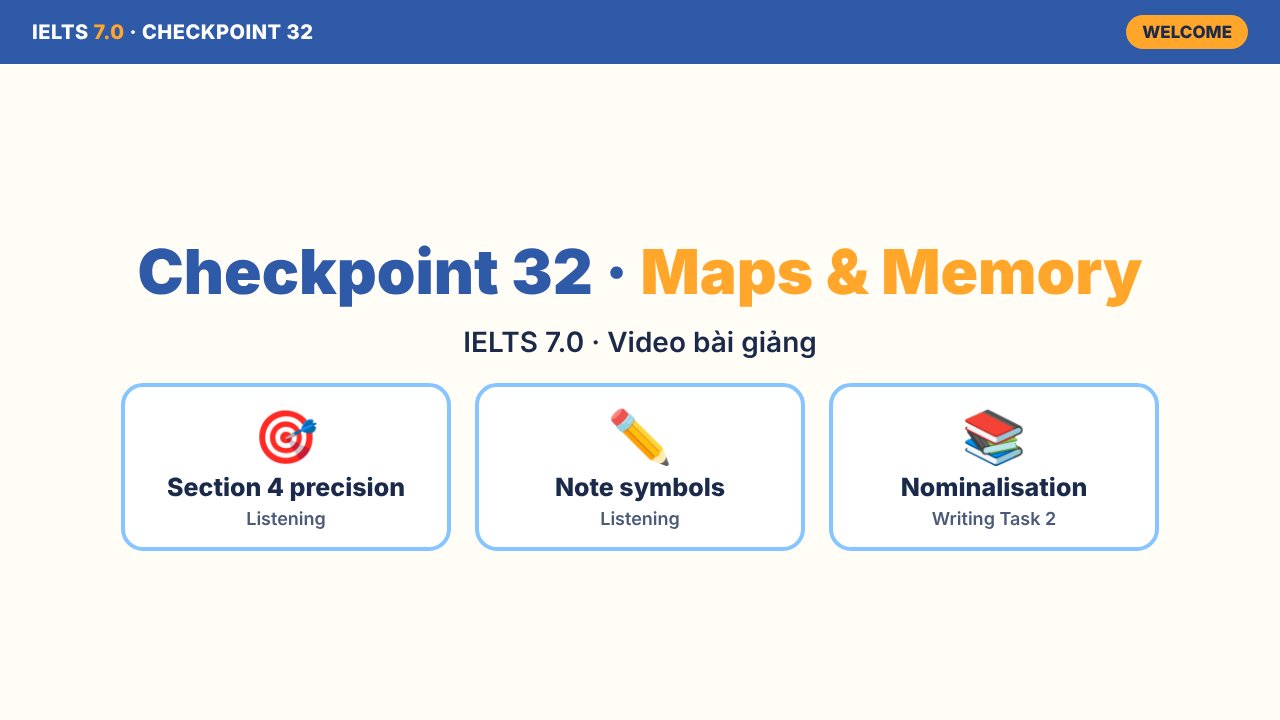 IELTS 7.0 · CHECKPOINT 32
WELCOME
Checkpoint 32 · Maps & Memory
IELTS 7.0 · Video bài giảng
Section 4 precision
Listening
Note symbols
Listening
Nominalisation
Writing Task 2